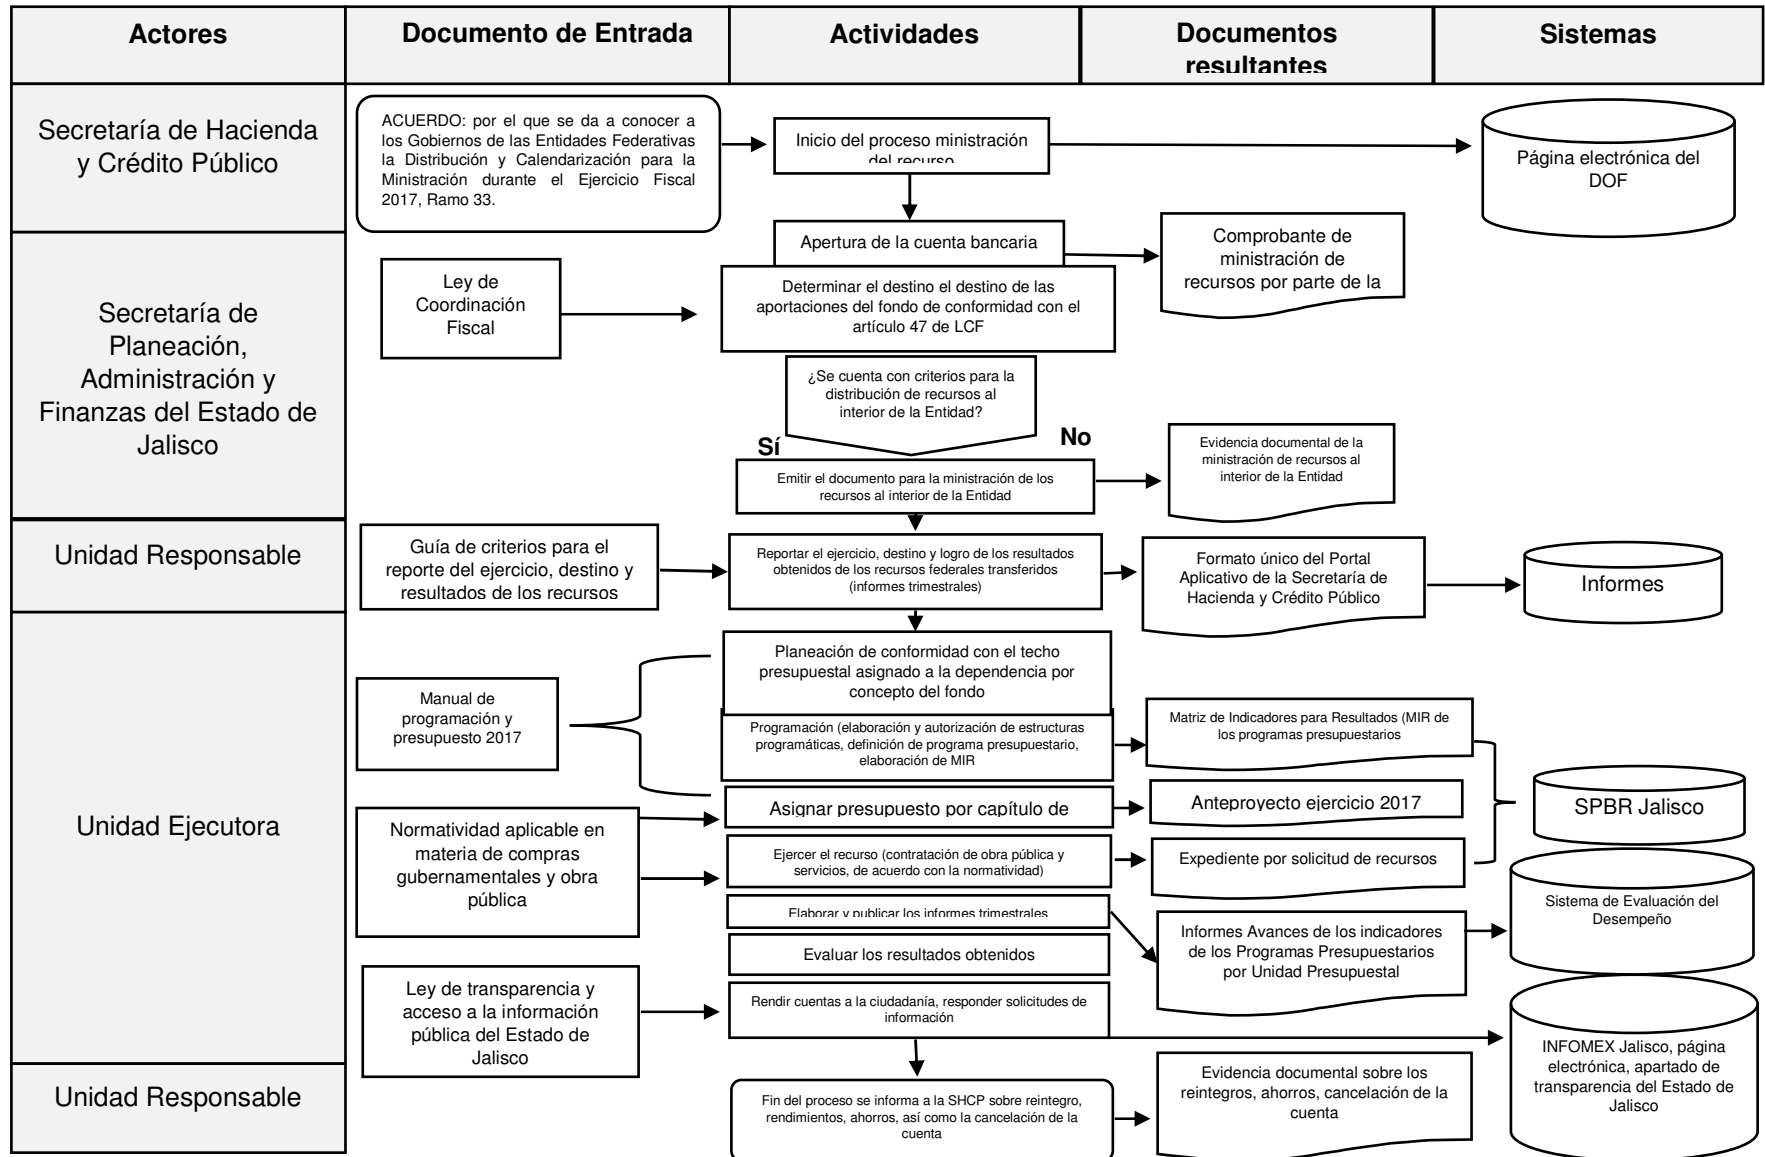 Actores
Documento de Entrada
Actividades
Documentos
resultantes
Sistemas
Secretaría de Hacienda
y Crédito Público
ACUERDO: por el que se da a conocer a
los Gobiernos de las Entidades Federativas
la Distribución y Calendarización para la
Ministración durante el Ejercicio Fiscal
2017, Ramo 33.
Inicio del proceso ministración
del recurso
Página electrónica del
DOF
Secretaría de
Planeación,
Administración y
Finanzas del Estado de
Jalisco
Apertura de la cuenta bancaria
Comprobante de
ministración de
recursos por parte de la
Ley de
Coordinación
Fiscal
Determinar el destino el destino de las
aportaciones del fondo de conformidad con el
artículo 47 de LCF
¿Se cuenta con criterios para la
distribución de recursos al
interior de la Entidad?
Sí
No
Emitir el documento para la ministración de los
recursos al interior de la Entidad
Evidencia documental de la
ministración de recursos al
interior de la Entidad
Unidad Responsable
Guía de criterios para el
reporte del ejercicio, destino y
resultados de los recursos
Reportar el ejercicio, destino y logro de los resultados
obtenidos de los recursos federales transferidos
(informes trimestrales)
Formato único del Portal
Aplicativo de la Secretaría de
Hacienda y Crédito Público
Informes
Unidad Ejecutora
Manual de
programación y
presupuesto 2017
Planeación de conformidad con el techo
presupuestal asignado a la dependencia por
concepto del fondo
Programación (elaboración y autorización de estructuras
programáticas, definición de programa presupuestario,
elaboración de MIR
Matriz de Indicadores para Resultados (MIR de
los programas presupuestarios
Asignar presupuesto por capítulo de
Anteproyecto ejercicio 2017
SPBR Jalisco
Normatividad aplicable en
materia de compras
gubernamentales y obra
pública
Ejercer el recurso (contratación de obra pública y
servicios, de acuerdo con la normatividad)
Expediente por solicitud de recursos
Elaborar y publicar los informes trimestrales
Evaluar los resultados obtenidos
Informes Avances de los indicadores
de los Programas Presupuestarios
por Unidad Presupuestal
Sistema de Evaluación del
Desempeño
Ley de transparencia y
acceso a la información
pública del Estado de
Jalisco
Rendir cuentas a la ciudadanía, responder solicitudes de
información
INFOMEX Jalisco, página
electrónica, apartado de
transparencia del Estado de
Jalisco
Unidad Responsable
Fin del proceso se informa a la SHCP sobre reintegro,
rendimientos, ahorros, así como la cancelación de la
cuenta
Evidencia documental sobre los
reintegros, ahorros, cancelación de la
cuenta